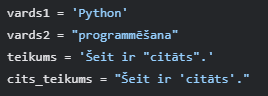 vards1 = 'Python'
vards2 = "programmēšana"
teikums = 'Šeit ir "citāts".'
cits_teikums = "Šeit ir 'citāts'."